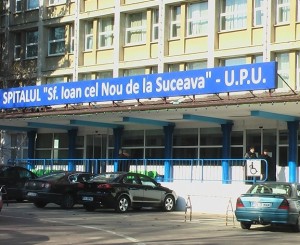 SPITALUL "Sf. Ioan cel Nou de la Suceava" - U.P.U.